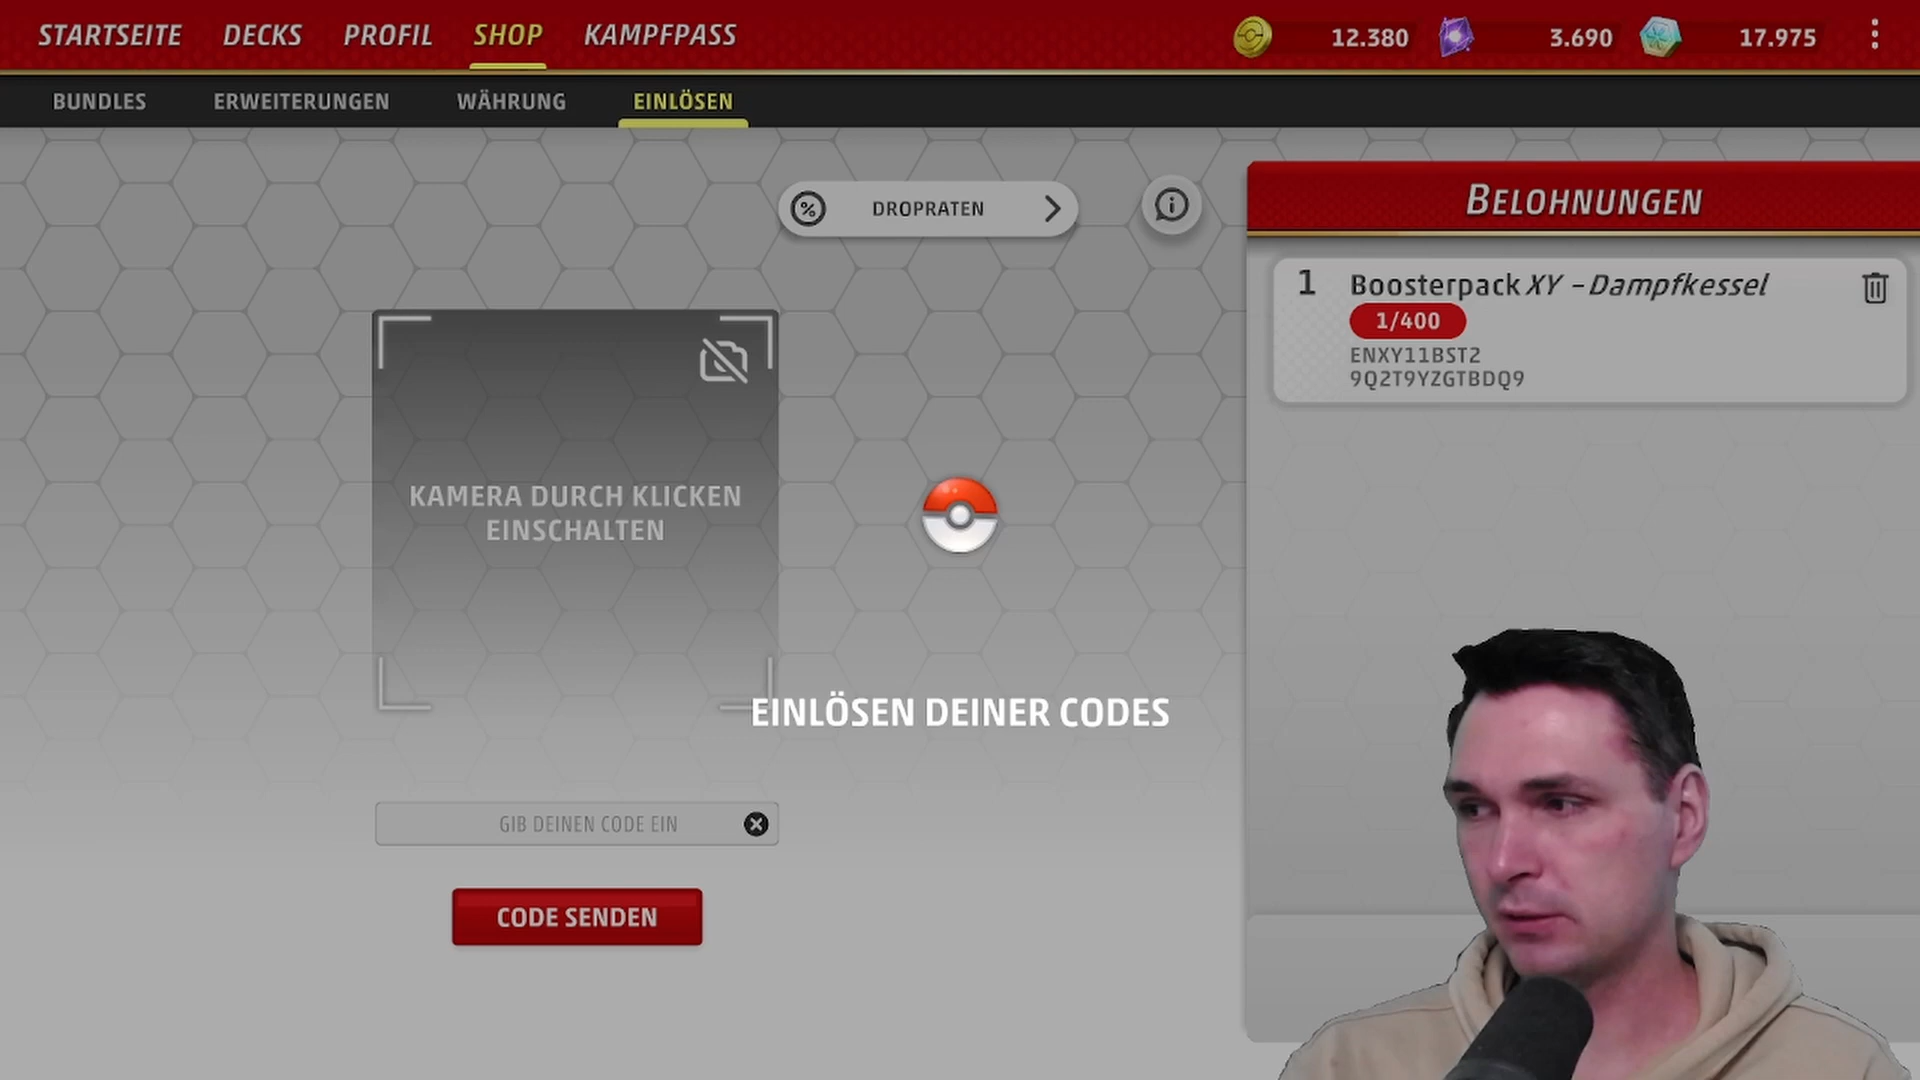 STARTSEITE DECKS PROFIL SHOP KAMPFPASS 12.380 3.690 17.975
BUNDLES ERWEITERUNGEN WÄHRUNG EINLÖSEN
DROPRATEN
BELOHNUNGEN
1 Boosterpack XY – Dampfkessel
1/400
ENXY11BST2
9Q2T9YZGTBDQ9
KAMERA DURCH KLICKEN
EINSCHALTEN
EINLÖSEN DEINER CODES
GIB DEINEN CODE EIN
CODE SENDEN